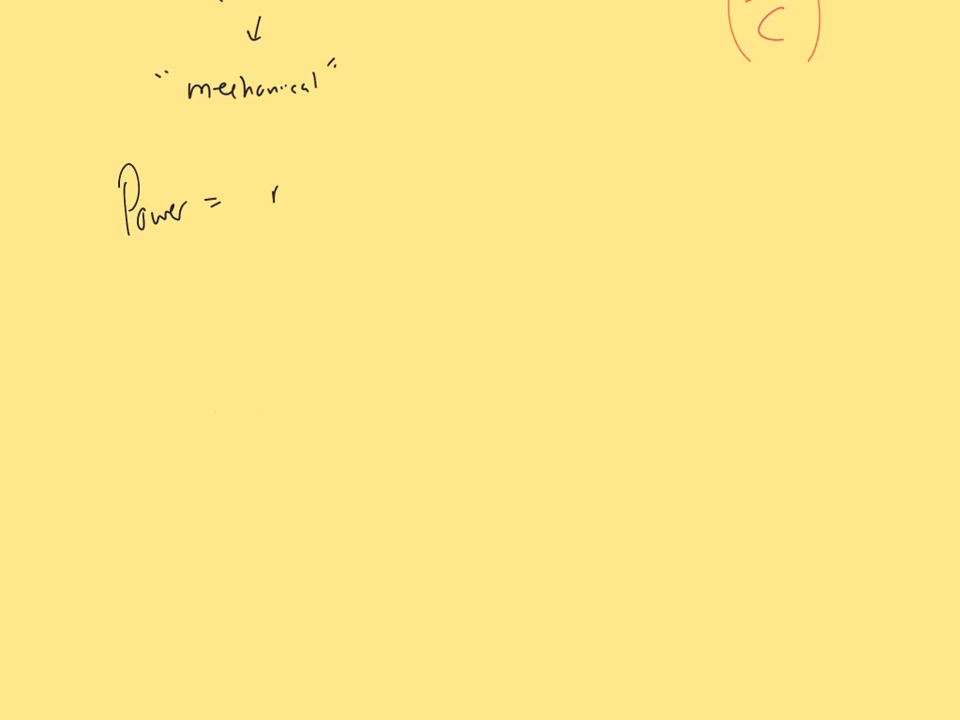 ↓
"mechanical"
C
Power = r